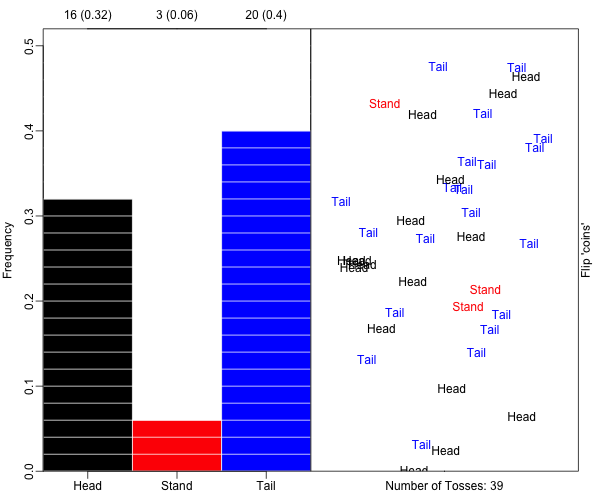 16 (0.32)
3 (0.06)
20 (0.4)
Frequency
0.0
0.1
0.2
0.3
0.4
0.5
Head
Stand
Tail
Tail
Tail
Head
Head
Stand
Head
Tail
Tail
Tail
Tail
Tail
Head
Tail
Tail
Tail
Tail
Head
Tail
Tail
Head
Tail
Head
Head
Head
Head
Stand
Stand
Tail
Tail
Head
Tail
Tail
Tail
Head
Head
Tail
Head
Head
Flip 'coins'
Number of Tosses: 39